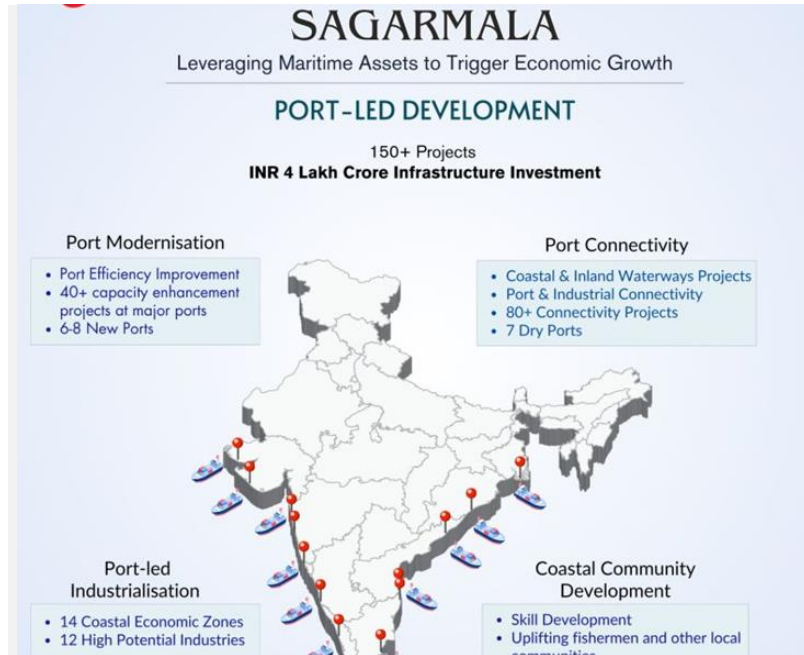 SAGARMALA
Leveraging Maritime Assets to Trigger Economic Growth
PORT-LED DEVELOPMENT
150+ Projects
INR 4 Lakh Crore Infrastructure Investment
Port Modernisation
• Port Efficiency Improvement
• 40+ capacity enhancement
projects at major ports
• 6-8 New Ports
Port Connectivity
• Coastal & Inland Waterways Projects
• Port & Industrial Connectivity
• 80+ Connectivity Projects
• 7 Dry Ports
Port-led
Industrialisation
• 14 Coastal Economic Zones
• 12 High Potential Industries
Coastal Community
Development
• Skill Development
• Uplifting fishermen and other local